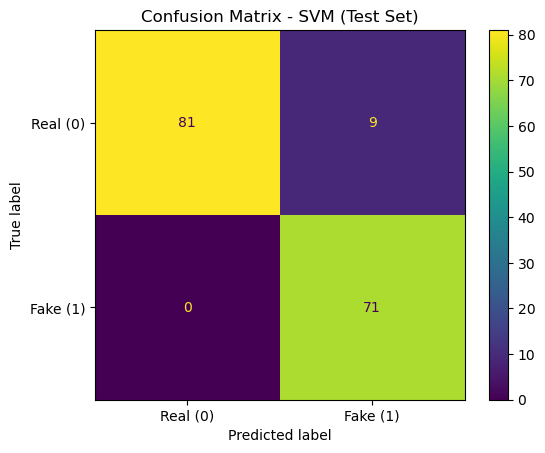 Confusion Matrix - SVM (Test Set)
80
70
60
50
40
30
20
10
0
True label
Real (0)
81
9
Fake (1)
0
71
Real (0)
Fake (1)
Predicted label